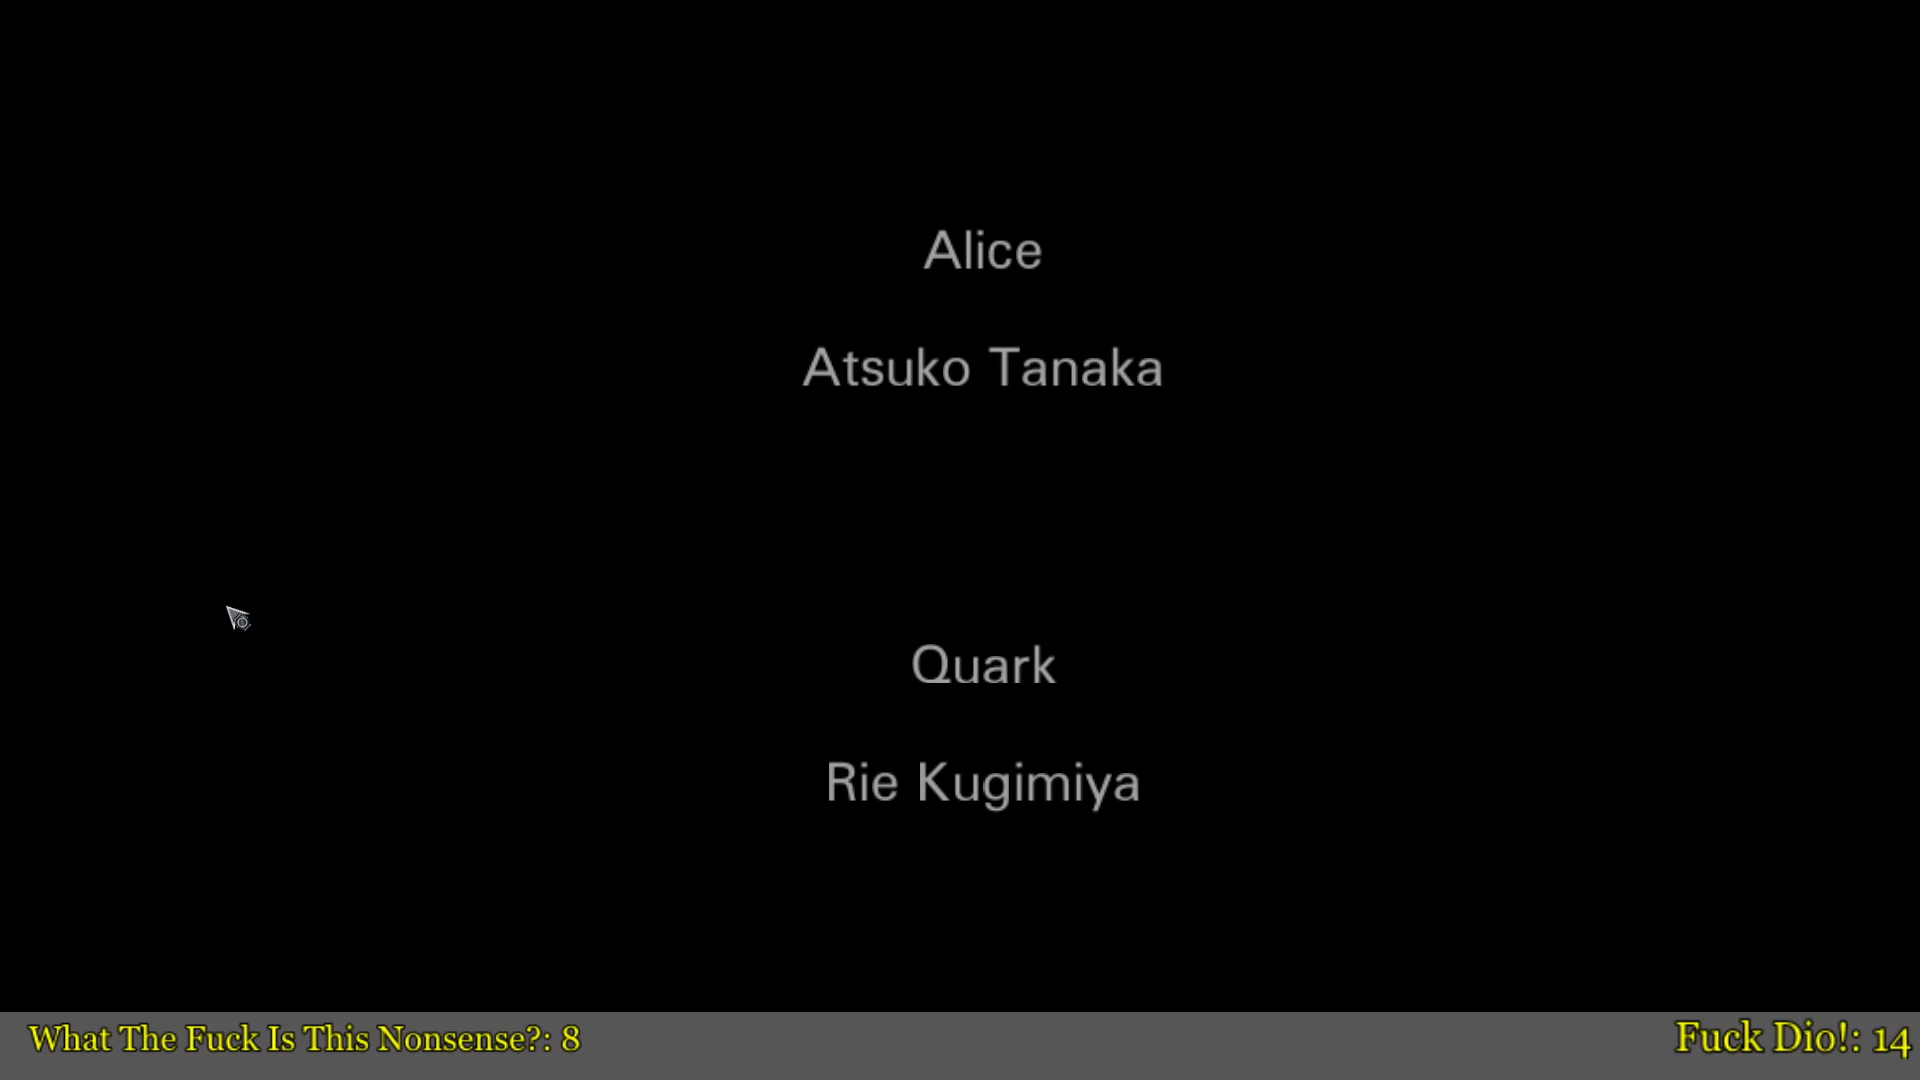 Alice
Atsuko Tanaka
Quark
Rie Kugimiya
What The Fuck Is This Nonsense?: 8
Fuck Dio!: 14